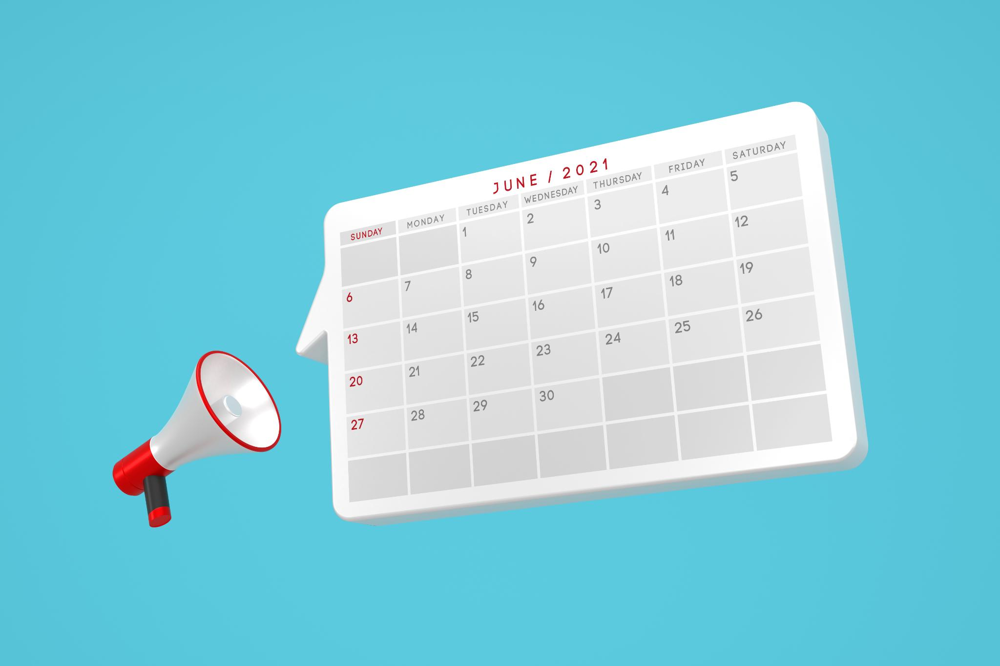 JUNE / 2021
SUNDAY MONDAY TUESDAY WEDNESDAY THURSDAY FRIDAY SATURDAY
1 2 3 4 5
6 7 8 9 10 11 12
13 14 15 16 17 18 19
20 21 22 23 24 25 26
27 28 29 30